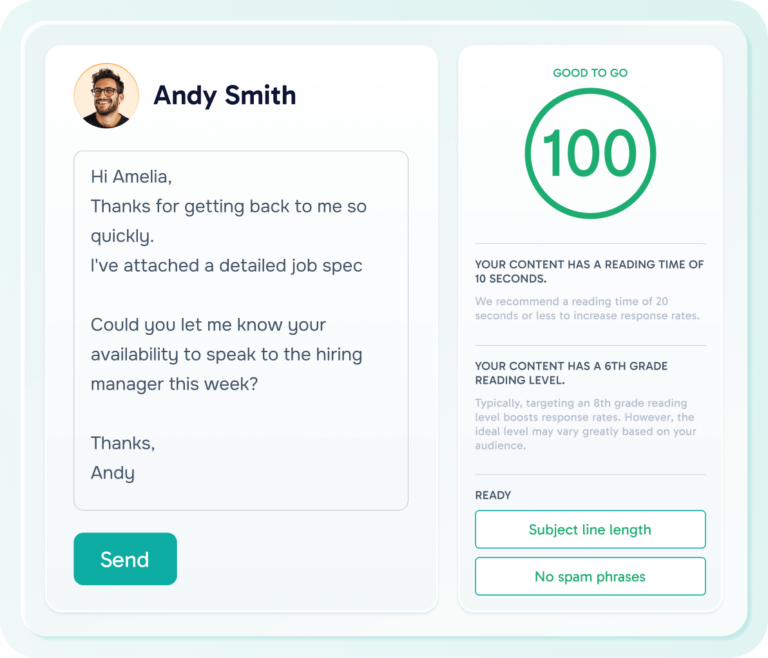 Andy Smith
Hi Amelia,
Thanks for getting back to me so
quickly.
I've attached a detailed job spec
Could you let me know your
availability to speak to the hiring
manager this week?
Thanks,
Andy
Send
GOOD TO GO
100
YOUR CONTENT HAS A READING TIME OF
10 SECONDS.
We recommend a reading time of 20
seconds or less to increase response rates.
YOUR CONTENT HAS A 6TH GRADE
READING LEVEL.
Typically, targeting an 8th grade reading
level boosts response rates. However, the
ideal level may vary greatly based on your
audience.
READY
Subject line length
No spam phrases